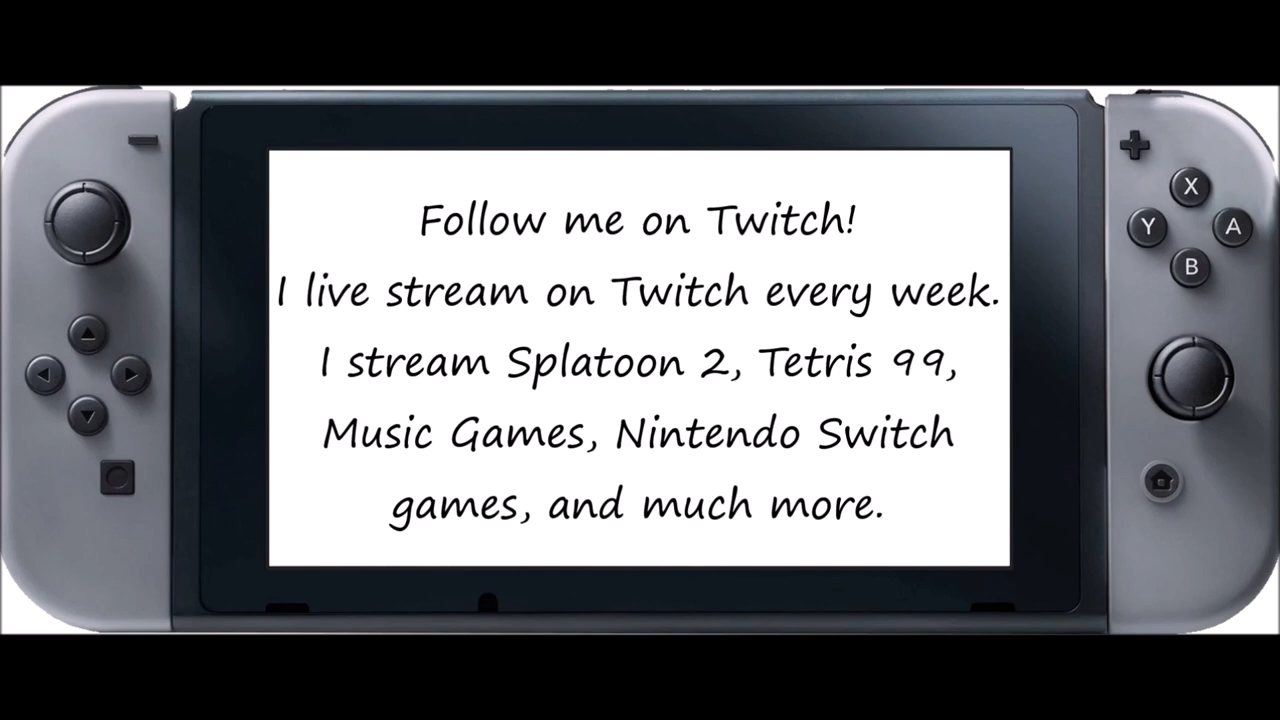 Follow me on Twitch!
I live stream on Twitch every week.
I stream Splatoon 2, Tetris 99,
Music Games, Nintendo Switch
games, and much more.
X
Y A
B